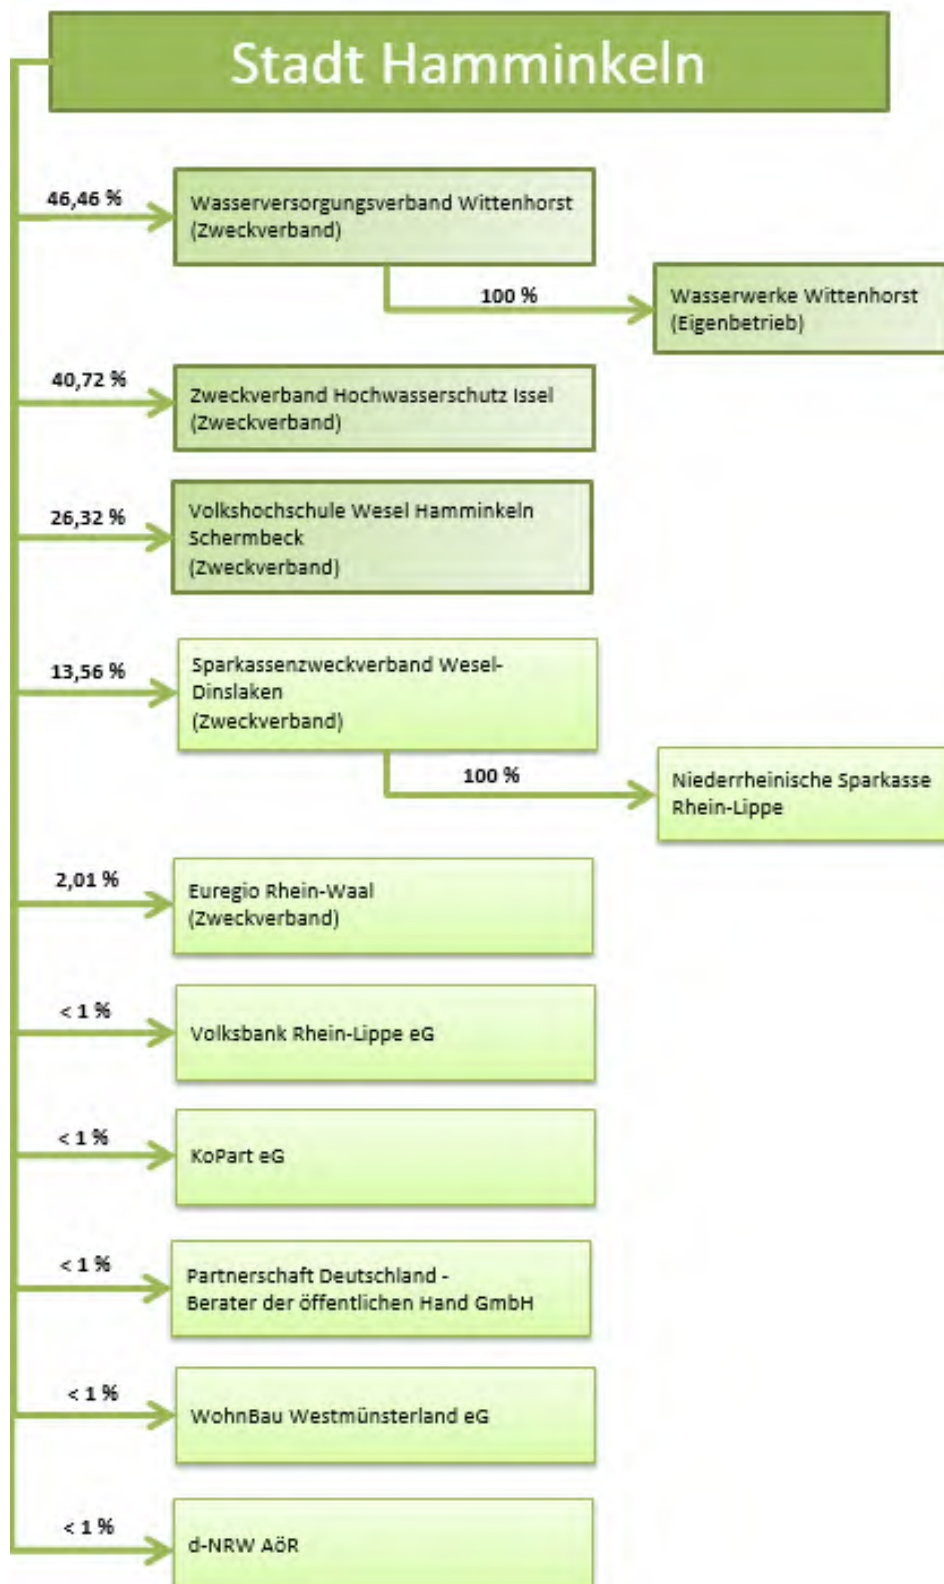 Stadt Hamminkeln
46,46 %
Wasserversorgungsverband Wittenhorst
(Zweckverband)
100 %
Wasserwerke Wittenhorst
(Eigenbetrieb)
40,72 %
Zweckverband Hochwasserschutz Issel
(Zweckverband)
26,32 %
Volkshochschule Wesel Hamminkeln
Schermbeck
(Zweckverband)
13,56 %
Sparkassenzweckverband Wesel-
Dinslaken
(Zweckverband)
100 %
Niederrheinische Sparkasse
Rhein-Lippe
2,01 %
Euregio Rhein-Waal
(Zweckverband)
< 1 %
Volksbank Rhein-Lippe eG
< 1 %
KoPart eG
< 1 %
Partnerschaft Deutschland -
Berater der öffentlichen Hand GmbH
< 1 %
WohnBau Westmünsterland eG
< 1 %
d-NRW AöR